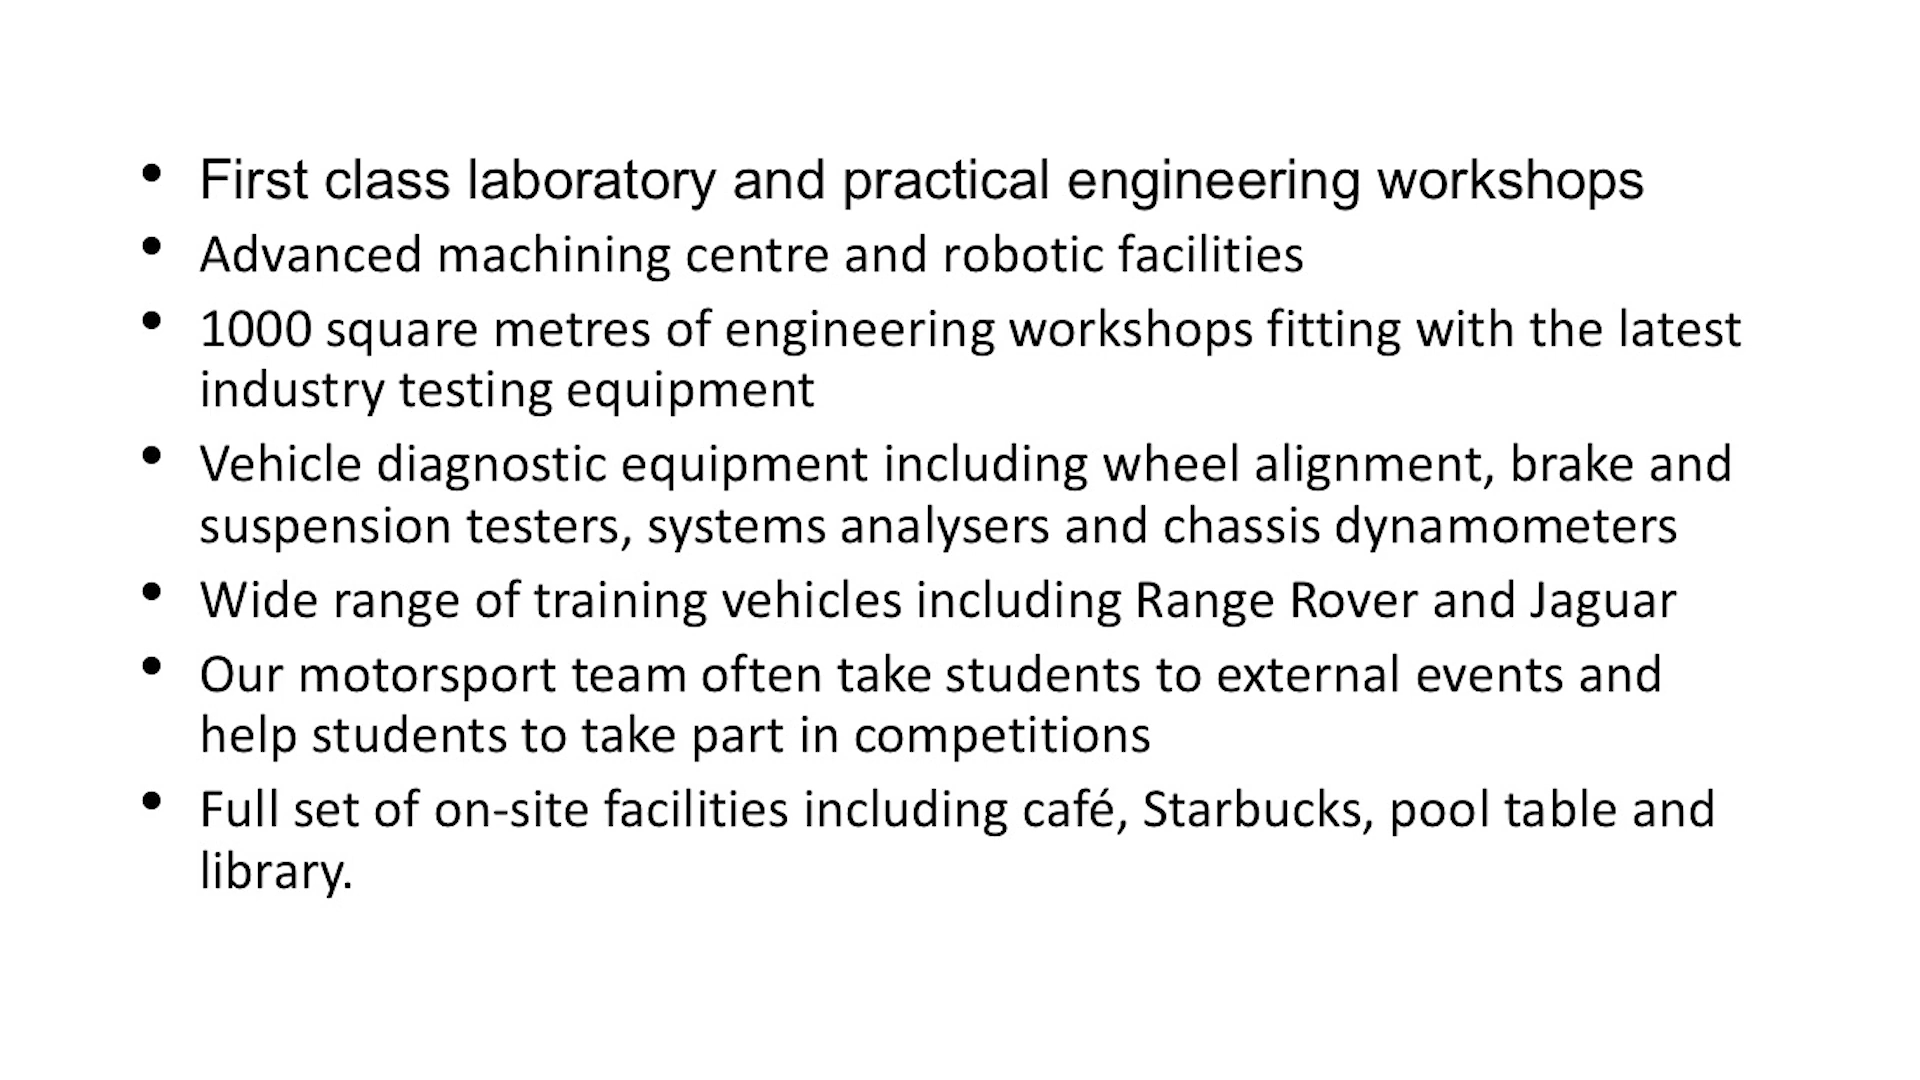 • First class laboratory and practical engineering workshops
• Advanced machining centre and robotic facilities
• 1000 square metres of engineering workshops fitting with the latest
industry testing equipment
• Vehicle diagnostic equipment including wheel alignment, brake and
suspension testers, systems analysers and chassis dynamometers
• Wide range of training vehicles including Range Rover and Jaguar
• Our motorsport team often take students to external events and
help students to take part in competitions
• Full set of on-site facilities including café, Starbucks, pool table and
library.